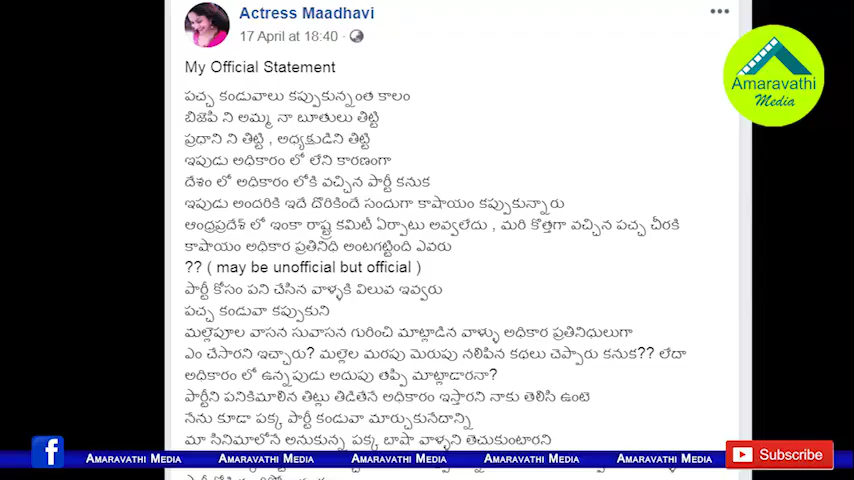 Actress Maadhavi
17 April at 18:40
My Official Statement
పచ్చ కండువాలు కప్పుకున్నంత కాలం
బిజెపి ని అమ్మ నా బూతులు తిట్టి
ప్రధాని ని తిట్టి , అధ్యక్షుడిని తిట్టి
ఇపుడు అధికారం లో లేని కారణంగా
దేశం లో అధికారం లోకి వచ్చిన పార్టీ కనుక
ఇపుడు అందరికి ఇదే దొరికిందే సందుగా కాషాయం కప్పుకున్నారు
ఆంధ్రప్రదేశ్ లో ఇంకా రాష్ట్ర కమిటీ ఏర్పాటు అవ్వలేదు , మరి కొత్తగా వచ్చిన పచ్చ చీరకి
కాషాయం అధికార ప్రతినిధి అంటగట్టింది ఎవరు
?? ( may be unofficial but official )
పార్టీ కోసం పని చేసిన వాళ్ళకి విలువ ఇవ్వరు
పచ్చ కండువా కప్పుకుని
మల్లెపూల వాసన సువాసన గురించి మాట్లాడిన వాళ్ళు అధికార ప్రతినిధులుగా
ఎం చేసారని ఇచ్చారు? మల్లెల మరపు మెరుపు నలిపిన కథలు చెప్పారు కనుక?? లేదా
అధికారం లో ఉన్నపుడు అదుపు తప్పి మాట్లాడారనా?
పార్టీని పనికిమాలిన తిట్లు తిడితేనే అధికారం ఇస్తారని నాకు తెలిసి ఉంటె
నేను కూడా పక్క పార్టీ కండువా మార్చుకునేదాన్ని
మా సినిమాలోనే అనుకున్న పక్క బాషా వాళ్ళని తెచుకుంటారని
Amaravathi
Media
Amaravathi Media Amaravathi Media Amaravathi Media Amaravathi Media Amaravathi Media
Subscribe